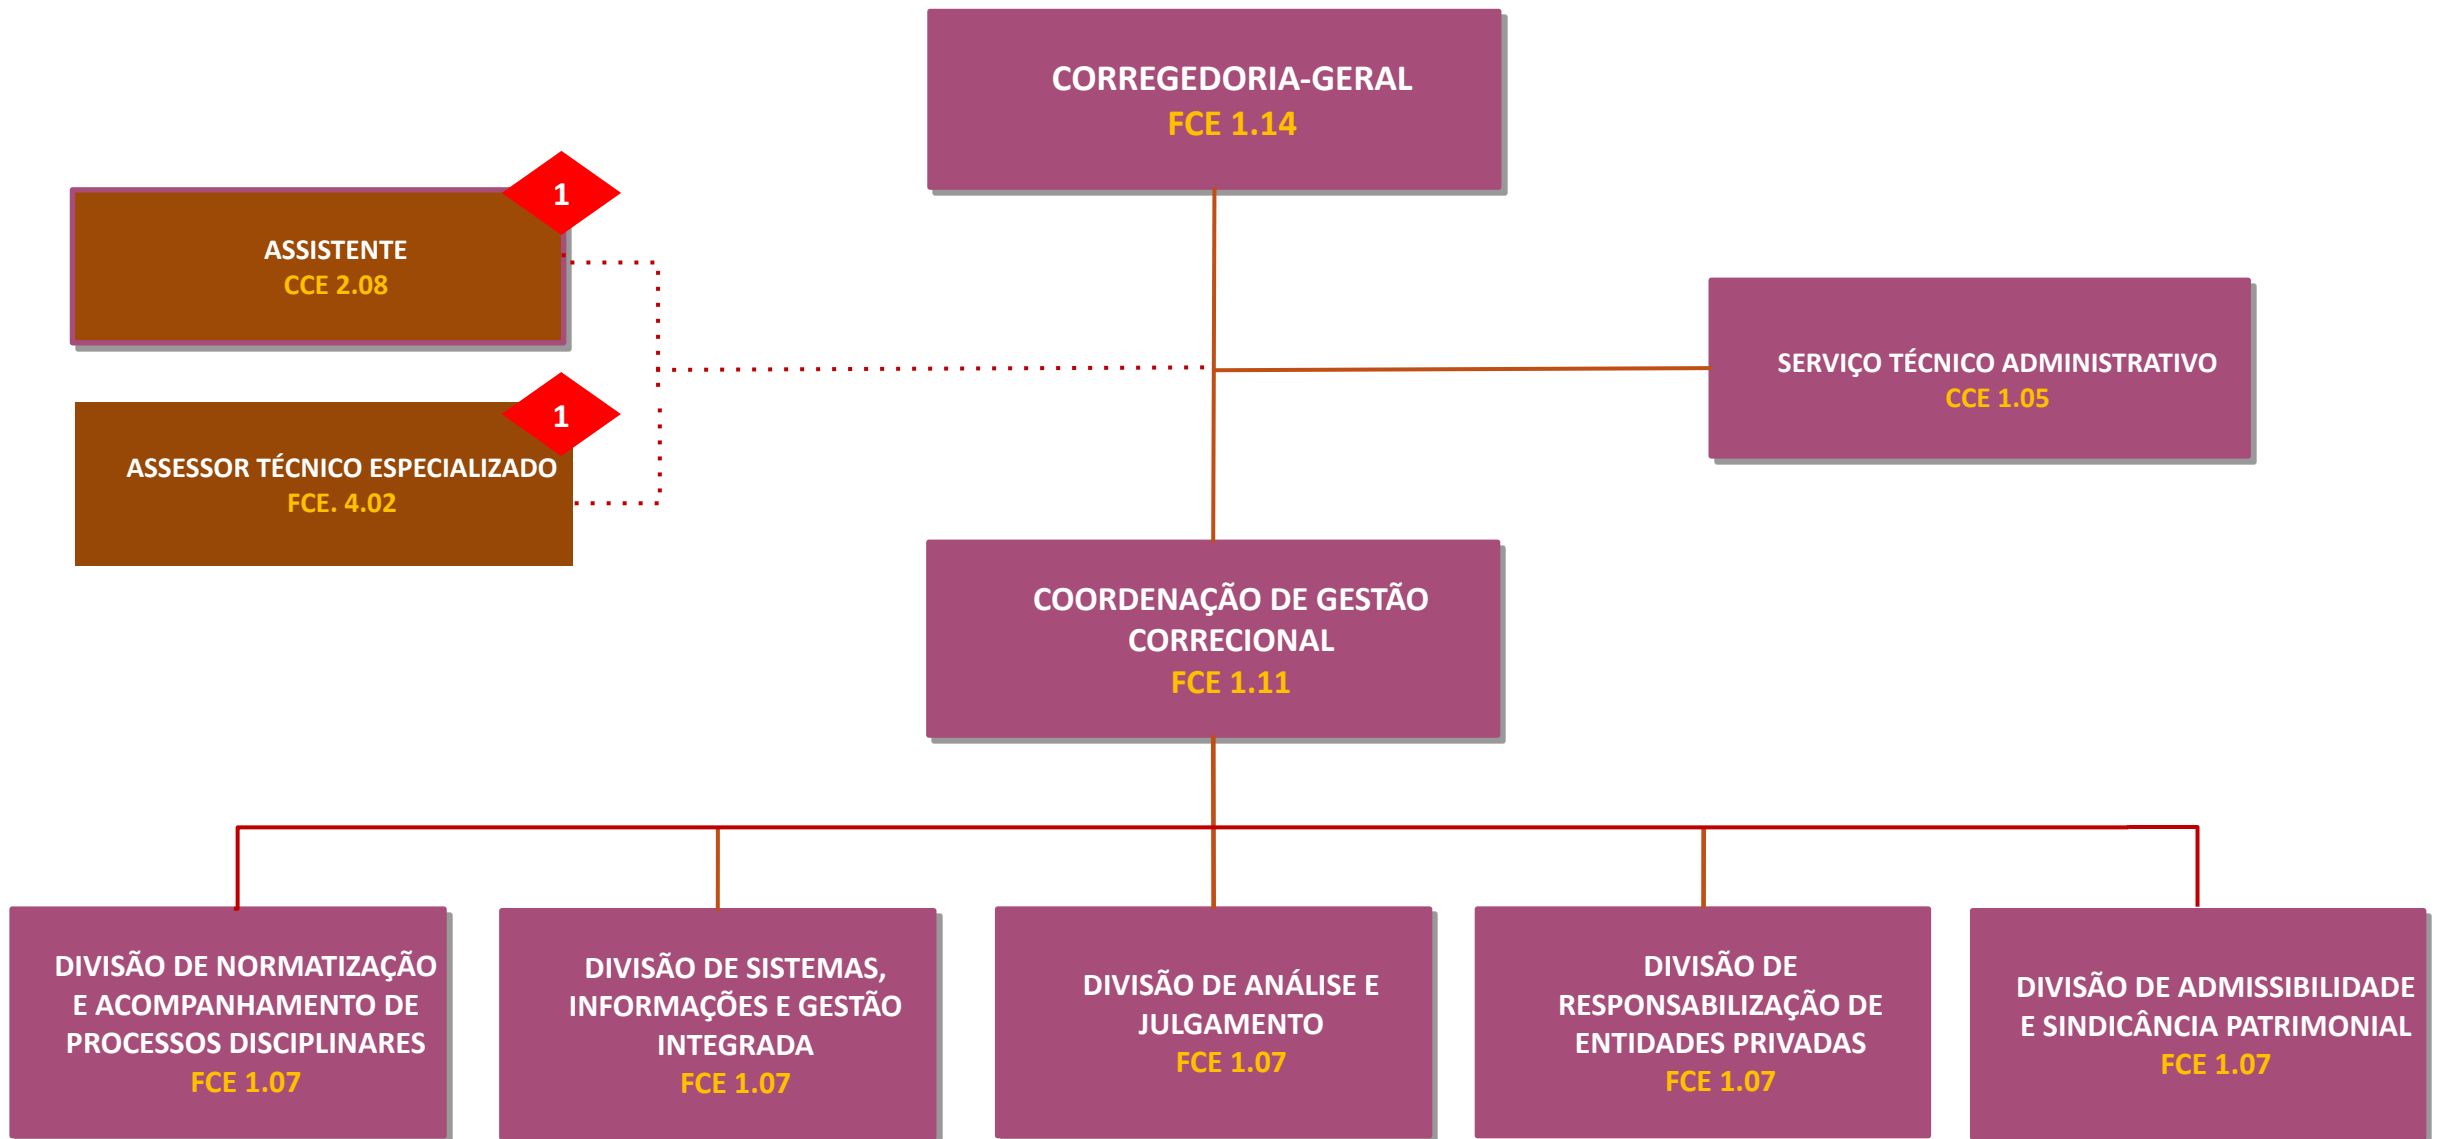 CORREGEDORIA-GERAL
FCE 1.14
1
ASSISTENTE
CCE 2.08
SERVIÇO TÉCNICO ADMINISTRATIVO
CCE 1.05
1
ASSESSOR TÉCNICO ESPECIALIZADO
FCE. 4.02
COORDENAÇÃO DE GESTÃO
CORRECIONAL
FCE 1.11
DIVISÃO DE NORMATIZAÇÃO
E ACOMPANHAMENTO DE
PROCESSOS DISCIPLINARES
FCE 1.07
DIVISÃO DE SISTEMAS,
INFORMAÇÕES E GESTÃO
INTEGRADA
FCE 1.07
DIVISÃO DE ANÁLISE E
JULGAMENTO
FCE 1.07
DIVISÃO DE
RESPONSABILIZAÇÃO DE
ENTIDADES PRIVADAS
FCE 1.07
DIVISÃO DE ADMISSIBILIDADE
E SINDICÂNCIA PATRIMONIAL
FCE 1.07